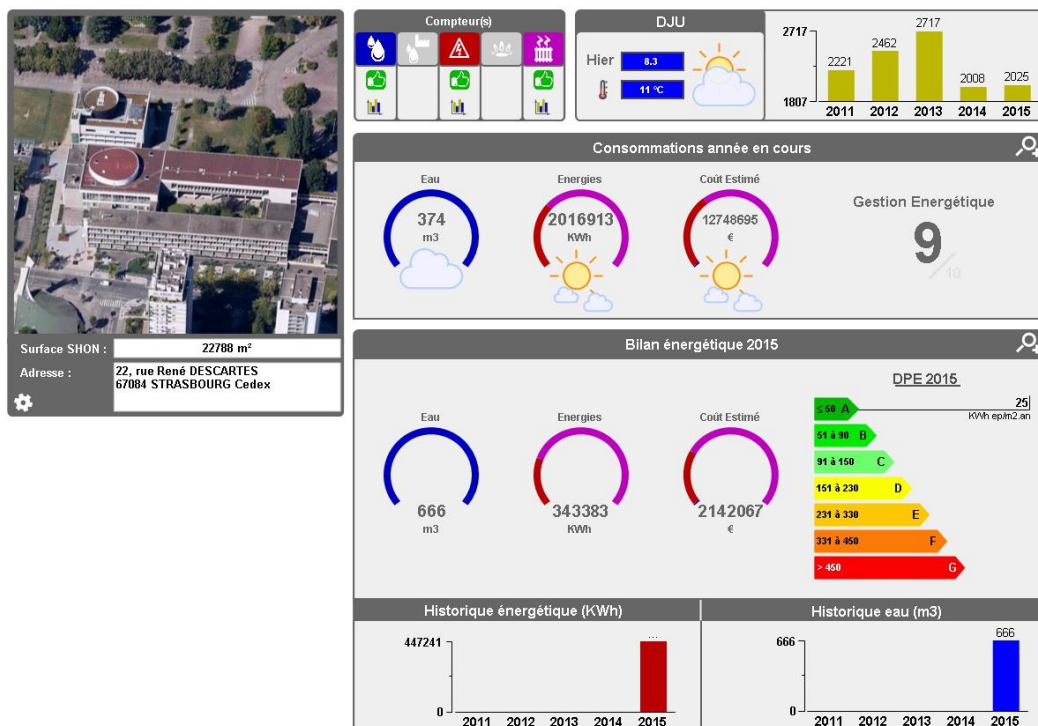 Surface SHON :
22788 m²
Adresse :
22, rue René DESCARTES
67084 STRASBOURG Cedex
Compteur(s)
DJU
Hier
8.3
11 °C
2717
1807
2221
2462
2717
2008
2025
2011 2012 2013 2014 2015
Consommations année en cours
Eau
374
m3
Energies
2016913
KWh
Coût Estimé
12748695
€
Gestion Energétique
9
/10
Bilan énergétique 2015
Eau
666
m3
Energies
343383
KWh
Coût Estimé
2142067
€
DPE 2015
≤ 50 A
25
KWh ep/m2.an
51 à 90 B
91 à 150 C
151 à 230 D
231 à 330 E
331 à 450 F
> 450 G
Historique énergétique (KWh)
447241
0
...
2011 2012 2013 2014 2015
Historique eau (m3)
666
0
666
2011 2012 2013 2014 2015